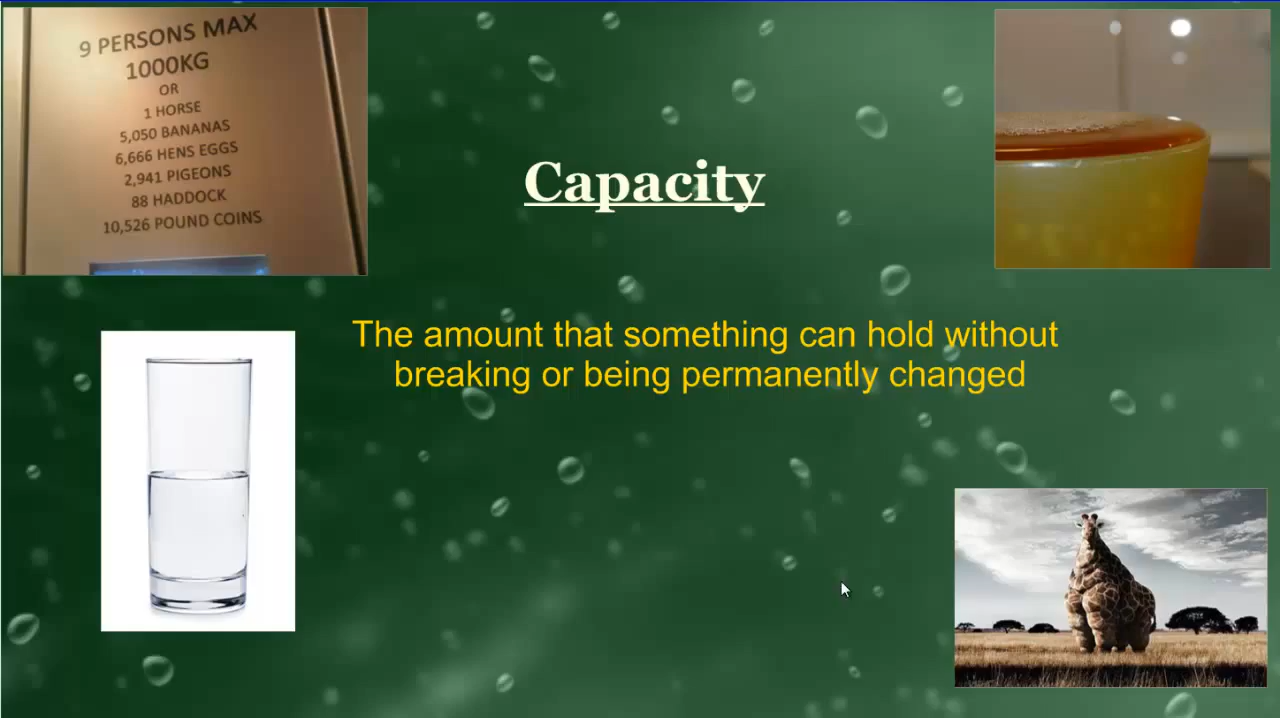 9 PERSONS MAX
1000KG
OR
1 HORSE
5,050 BANANAS
6,666 HENS EGGS
2,941 PIGEONS
88 HADDOCK
10,526 POUND COINS
Capacity
The amount that something can hold without
breaking or being permanently changed